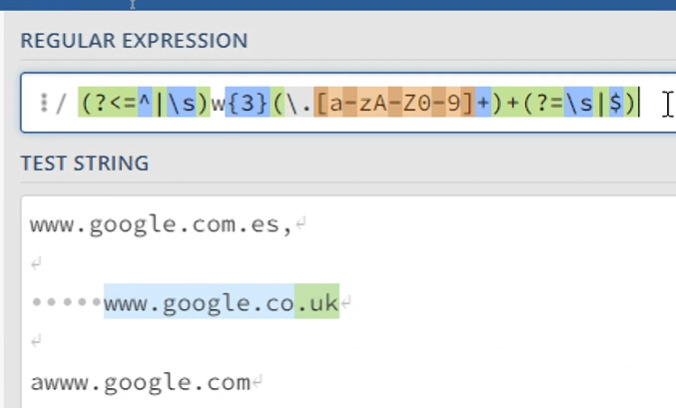 REGULAR EXPRESSION
/ (?<=^|\s)w{3}(\.[a-zA-Z0-9]+)+(?=\s|$)
TEST STRING
www.google.com.es,
www.google.co.uk
awww.google.com